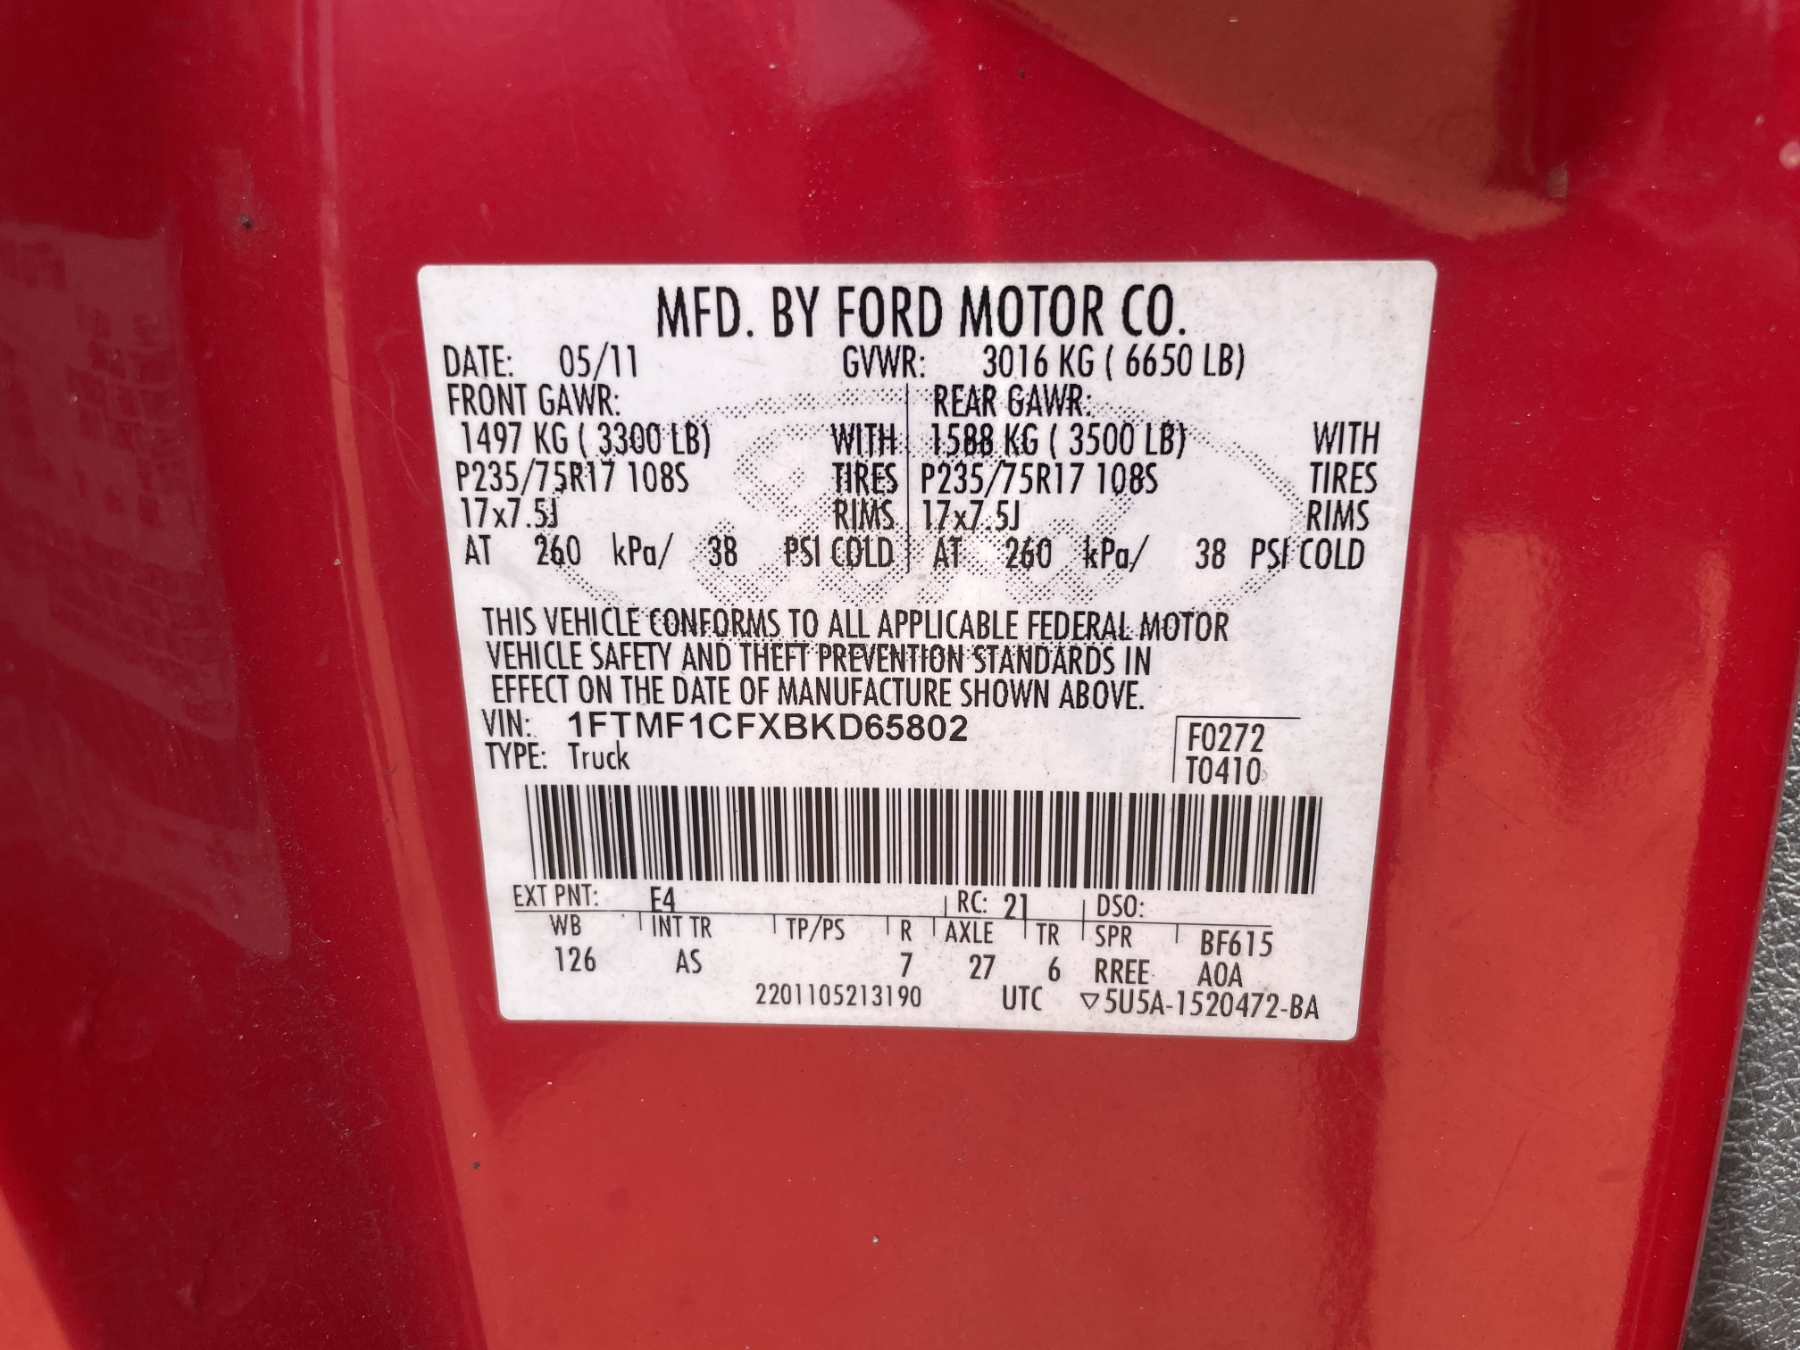 MFD. BY FORD MOTOR CO.
DATE: 05/11 GVWR: 3016 KG ( 6650 LB)
FRONT GAWR: REAR GAWR:
1497 KG ( 3300 LB) WITH 1588 KG ( 3500 LB) WITH
P235/75R17 108S TIRES P235/75R17 108S TIRES
17x7.5J RIMS 17x7.5J RIMS
AT 260 kPa/ 38 PSI COLD AT 260 kPa/ 38 PSI COLD
THIS VEHICLE CONFORMS TO ALL APPLICABLE FEDERAL MOTOR
VEHICLE SAFETY AND THEFT PREVENTION STANDARDS IN
EFFECT ON THE DATE OF MANUFACTURE SHOWN ABOVE.
VIN: 1FTMF1CFXBKD65802 F0272
TYPE: Truck T0410
EXT PNT: E4 RC: 21 DSO:
WB INT TR TP/PS R AXLE TR SPR BF615
126 AS 7 27 6 RREE A0A
2201105213190 UTC ▽5U5A-1520472-BA